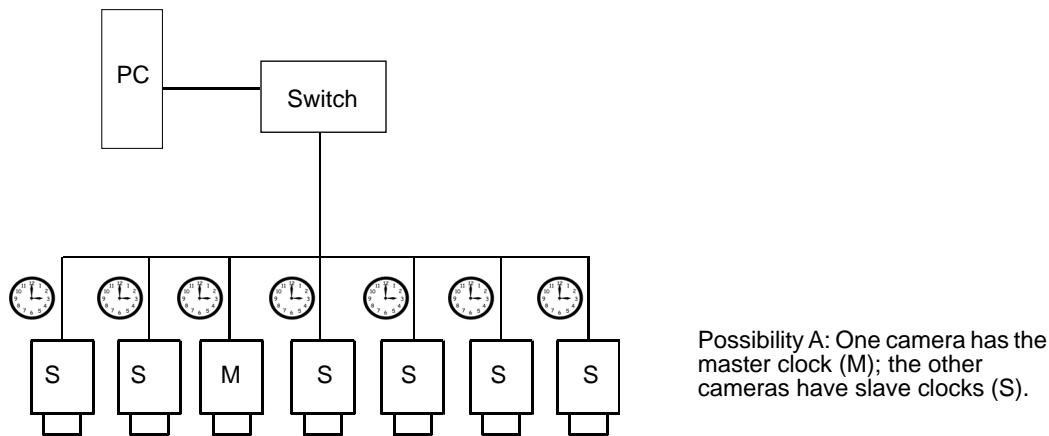 PC
Switch
S S M S S S S
Possibility A: One camera has the
master clock (M); the other
cameras have slave clocks (S).